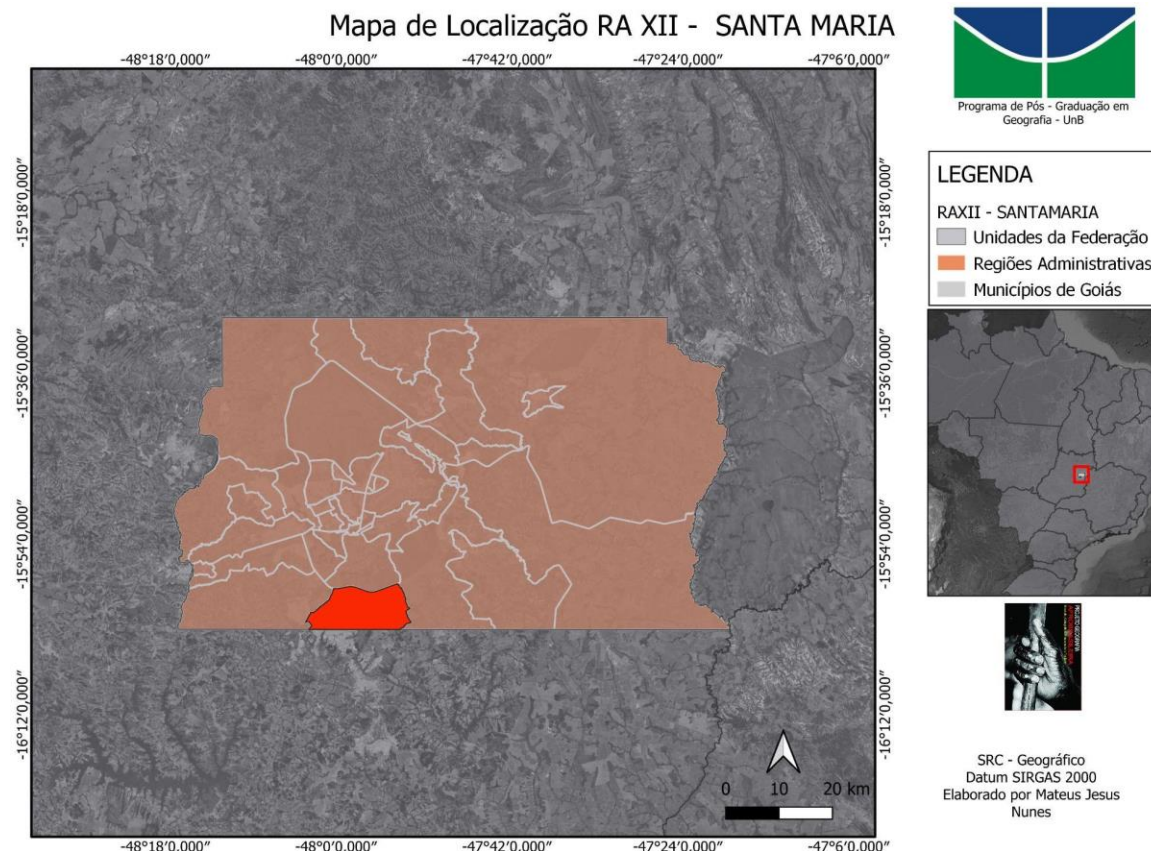 Mapa de Localização RA XII - SANTA MARIA
-48°18'0,000" -48°0'0,000" -47°42'0,000" -47°24'0,000" -47°6'0,000"
-15°18'0,000"
-15°36'0,000"
-15°54'0,000"
-16°12'0,000"
-15°18'0,000"
-15°36'0,000"
-15°54'0,000"
-16°12'0,000"
0 10 20 km
-48°18'0,000" -48°0'0,000" -47°42'0,000" -47°24'0,000" -47°6'0,000"
Programa de Pós - Graduação em
Geografia - UnB
LEGENDA
RAXII - SANTAMARIA
Unidades da Federação
Regiões Administrativas
Municípios de Goiás
SRC - Geográfico
Datum SIRGAS 2000
Elaborado por Mateus Jesus
Nunes